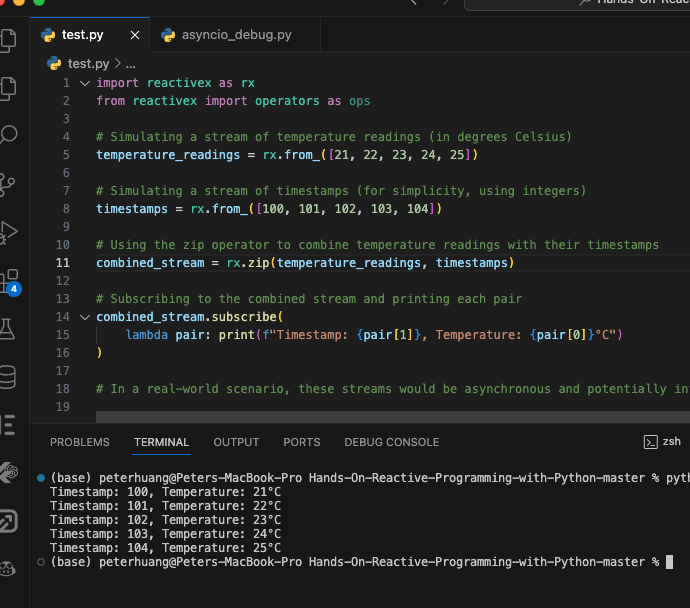 Hands-On-Reac
test.py
asyncio_debug.py
test.py > ...
1 import reactivex as rx
2 from reactivex import operators as ops
3
4 # Simulating a stream of temperature readings (in degrees Celsius)
5 temperature_readings = rx.from_([21, 22, 23, 24, 25])
6
7 # Simulating a stream of timestamps (for simplicity, using integers)
8 timestamps = rx.from_([100, 101, 102, 103, 104])
9
10 # Using the zip operator to combine temperature readings with their timestamps
11 combined_stream = rx.zip(temperature_readings, timestamps)
12
13 # Subscribing to the combined stream and printing each pair
14 combined_stream.subscribe(
15 lambda pair: print(f"Timestamp: {pair[1]}, Temperature: {pair[0]}°C")
16 )
17
18 # In a real-world scenario, these streams would be asynchronous and potentially in
19
4
PROBLEMS TERMINAL OUTPUT PORTS DEBUG CONSOLE zsh
(base) peterhuang@Peters-MacBook-Pro Hands-On-Reactive-Programming-with-Python-master % pyth
Timestamp: 100, Temperature: 21°C
Timestamp: 101, Temperature: 22°C
Timestamp: 102, Temperature: 23°C
Timestamp: 103, Temperature: 24°C
Timestamp: 104, Temperature: 25°C
(base) peterhuang@Peters-MacBook-Pro Hands-On-Reactive-Programming-with-Python-master %